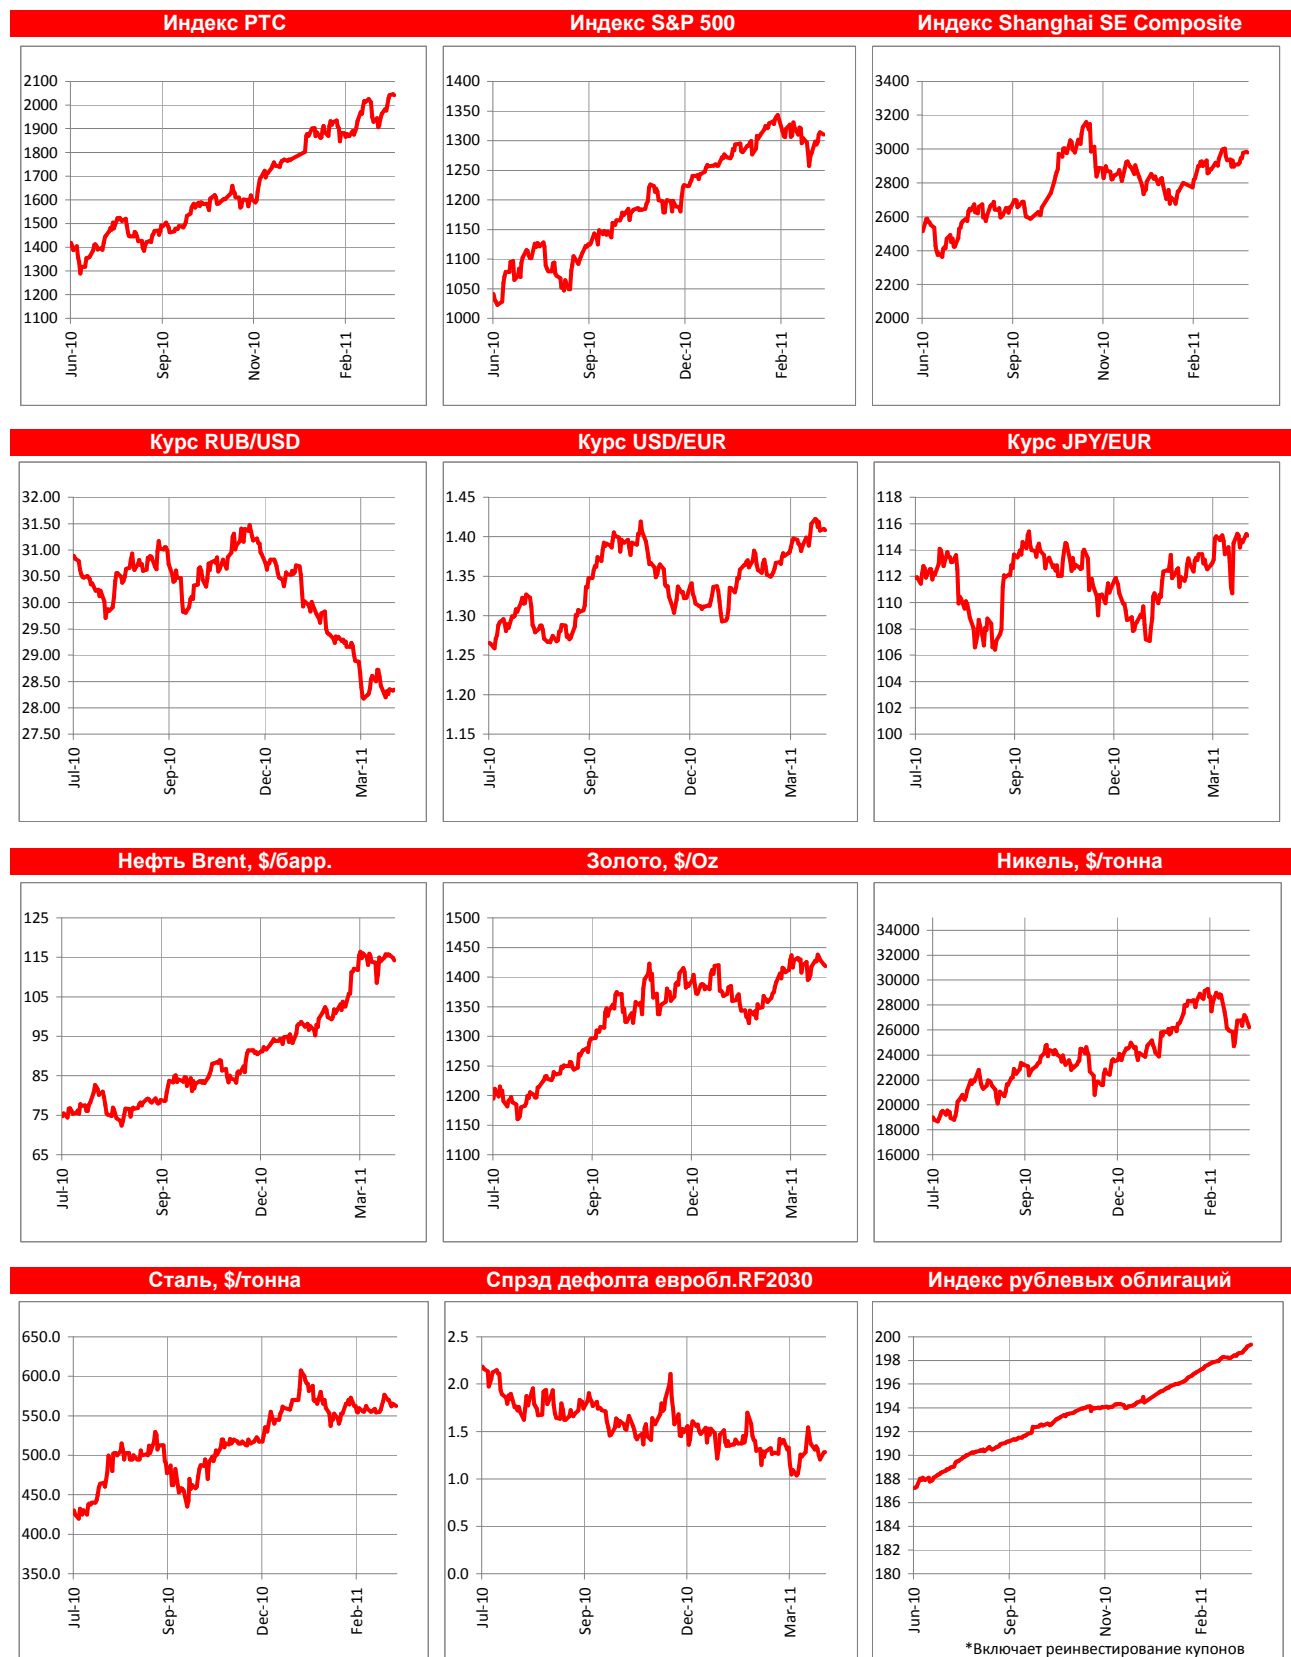 Индекс РТС
Индекс S&P 500
Индекс Shanghai SE Composite
2100
2000
1900
1800
1700
1600
1500
1400
1300
1200
1100
Jun-10
Sep-10
Nov-10
Feb-11
1400
1350
1300
1250
1200
1150
1100
1050
1000
Jun-10
Sep-10
Dec-10
Feb-11
3400
3200
3000
2800
2600
2400
2200
2000
Jun-10
Sep-10
Nov-10
Feb-11
Курс RUB/USD
Курс USD/EUR
Курс JPY/EUR
32.00
31.50
31.00
30.50
30.00
29.50
29.00
28.50
28.00
27.50
Jul-10
Sep-10
Dec-10
Mar-11
1.45
1.40
1.35
1.30
1.25
1.20
1.15
Jul-10
Sep-10
Dec-10
Mar-11
118
116
114
112
110
108
106
104
102
100
Jul-10
Sep-10
Dec-10
Mar-11
Нефть Brent, $/барр.
Золото, $/Oz
Никель, $/тонна
125
115
105
95
85
75
65
Jul-10
Sep-10
Dec-10
Mar-11
1500
1450
1400
1350
1300
1250
1200
1150
1100
Jul-10
Sep-10
Dec-10
Mar-11
34000
32000
30000
28000
26000
24000
22000
20000
18000
16000
Jul-10
Sep-10
Dec-10
Feb-11
Сталь, $/тонна
Спрэд дефолта евробл.RF2030
Индекс рублевых облигаций
650.0
600.0
550.0
500.0
450.0
400.0
350.0
Jul-10
Sep-10
Dec-10
Feb-11
2.5
2.0
1.5
1.0
0.5
0.0
Jul-10
Sep-10
Dec-10
Mar-11
200
198
196
194
192
190
188
186
184
182
180
Jun-10
Sep-10
Nov-10
Feb-11
*Включает реинвестирование купонов